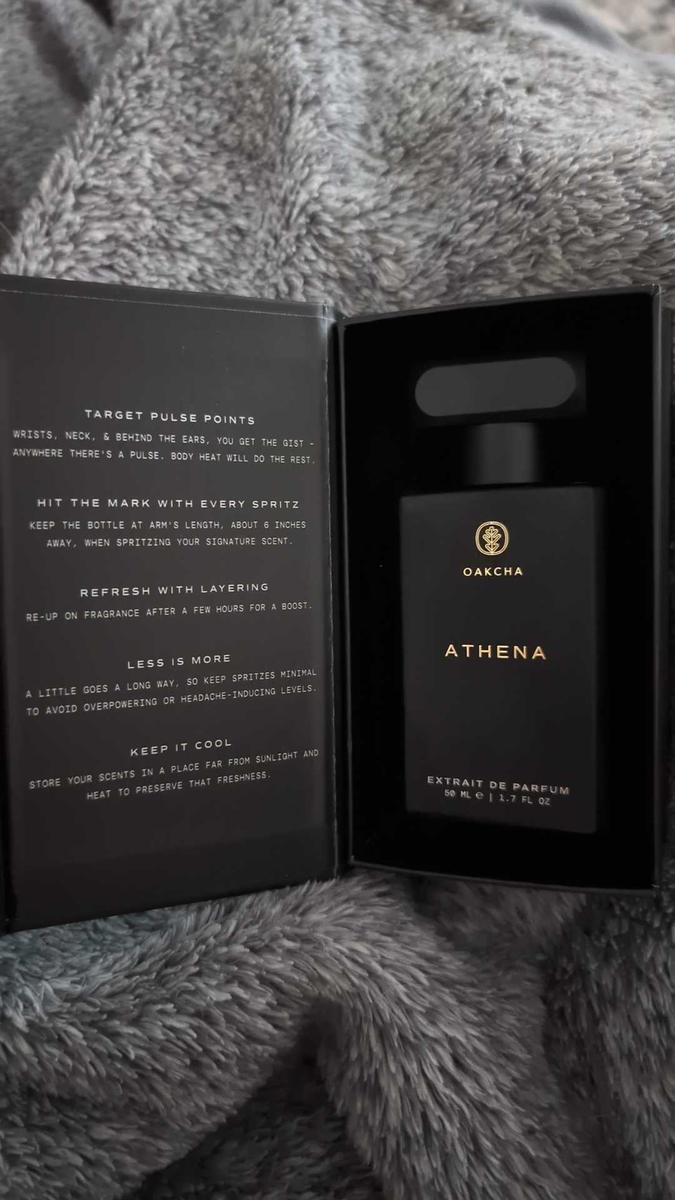 TARGET PULSE POINTS
WRISTS, NECK, & BEHIND THE EARS, YOU GET THE GIST -
ANYWHERE THERE'S A PULSE. BODY HEAT WILL DO THE REST.
HIT THE MARK WITH EVERY SPRITZ
KEEP THE BOTTLE AT ARM'S LENGTH, ABOUT 6 INCHES
AWAY, WHEN SPRITZING YOUR SIGNATURE SCENT.
REFRESH WITH LAYERING
RE-UP ON FRAGRANCE AFTER A FEW HOURS FOR A BOOST.
LESS IS MORE
A LITTLE GOES A LONG WAY, SO KEEP SPRITZES MINIMAL
TO AVOID OVERPOWERING OR HEADACHE-INDUCING LEVELS.
KEEP IT COOL
STORE YOUR SCENTS IN A PLACE FAR FROM SUNLIGHT AND
HEAT TO PRESERVE THAT FRESHNESS.
OAKCHA
ATHENA
EXTRAIT DE PARFUM
50 ML ℮ | 1.7 FL OZ